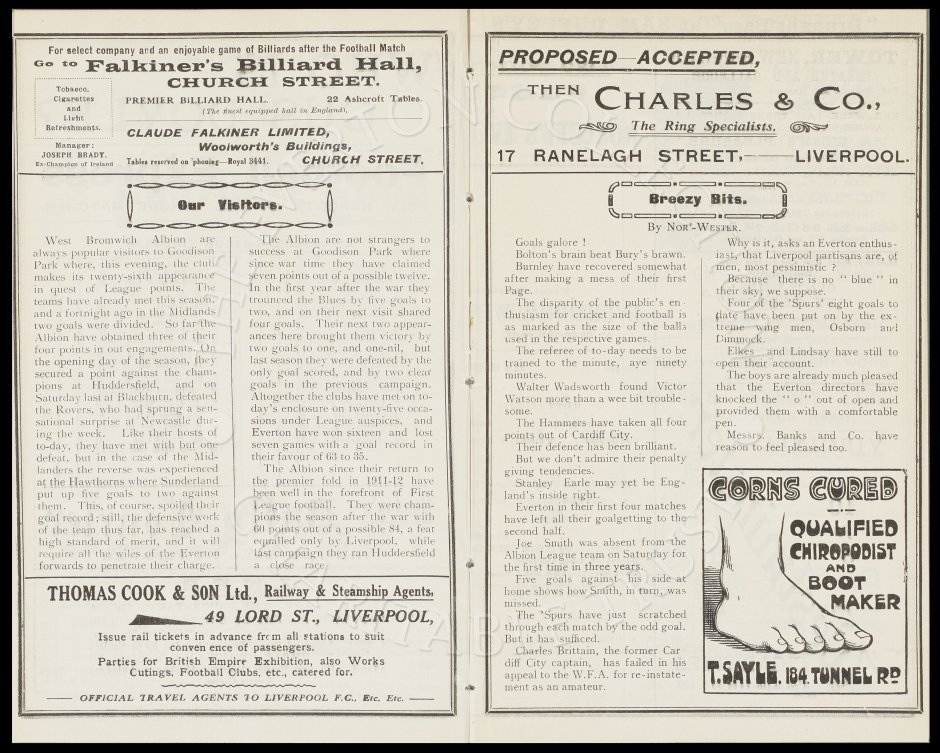 For select company and an enjoyable game of Billiards after the Football Match
Go to Falkiner's Billiard Hall,
CHURCH STREET.
Tobacco,
Cigarettes
and
Light
Refreshments.
Manager:
JOSEPH BRADY.
Ex-Champion of Ireland
PREMIER BILLIARD HALL. 22 Ashcroft Tables.
(The finest equipped hall in England).
CLAUDE FALKINER LIMITED,
Woolworth's Buildings,
Tables reserved on 'phoning—Royal 3441. CHURCH STREET.
Our Visitors.
West Bromwich Albion are
always popular visitors to Goodison
Park where, this evening, the club
makes its twenty-sixth appearance
in quest of League points. The
teams have already met this season,
and a fortnight ago in the Midlands
two goals were divided. So far the
Albion have obtained three of their
four points in out engagements. On
the opening day of the season, they
secured a point against the cham-
pions at Huddersfield, and on
Saturday last at Blackburn, defeated
the Rovers, who had sprung a sen-
sational surprise at Newcastle dur-
ing the week. Like their hosts of
to-day, they have met with but one
defeat, but in the case of the Mid-
landers the reverse was experienced
at the Hawthorns where Sunderland
put up five goals to two against
them. This, of course, spoiled their
goal record; still, the defensive work
of the team thus far, has reached a
high standard of merit, and it will
require all the wiles of the Everton
forwards to penetrate their charge.
The Albion are not strangers to
success at Goodison Park where
since war time they have claimed
seven points out of a possible twelve.
In the first year after the war they
trounced the Blues by five goals to
two, and on their next visit shared
four goals. Their next two appear-
ances here brought them victory by
two goals to one, and one-nil, but
last season they were defeated by the
only goal scored, and by two clear
goals in the previous campaign.
Altogether the clubs have met on to-
day's enclosure on twenty-five occa-
sions under League auspices, and
Everton have won sixteen and lost
seven games with a goal record in
their favour of 63 to 35.
The Albion since their return to
the premier fold in 1911-12 have
been well in the forefront of First
League football. They were cham-
pions the season after the war with
60 points out of a possible 84, a feat
equalled only by Liverpool, while
last campaign they ran Huddersfield
a close race
THOMAS COOK & SON Ltd., Railway & Steamship Agents,
49 LORD ST., LIVERPOOL,
Issue rail tickets in advance from all stations to suit
convenience of passengers.
Parties for British Empire Exhibition, also Works
Cutings, Football Clubs, etc., catered for.
OFFICIAL TRAVEL AGENTS TO LIVERPOOL F.C., Etc. Etc.
PROPOSED—ACCEPTED,
THEN CHARLES & Co.,
The Ring Specialists.
17 RANELAGH STREET,—LIVERPOOL.
Breezy Bits.
By Nor'-Wester.
Goals galore !
Bolton's brain beat Bury's brawn.
Burnley have recovered somewhat
after making a mess of their first
Page.
The disparity of the public's en-
thusiasm for cricket and football is
as marked as the size of the balls
used in the respective games.
The referee of to-day needs to be
trained to the minute, aye ninety
minutes.
Walter Wadsworth found Victor
Watson more than a wee bit trouble-
some.
The Hammers have taken all four
points out of Cardiff City.
Their defence has been brilliant.
But we don't admire their penalty
giving tendencies.
Stanley Earle may yet be Eng-
land's inside right.
Everton in their first four matches
have left all their goalgetting to the
second half.
Joe Smith was absent from the
Albion League team on Saturday for
the first time in three years.
Five goals against his side at
home shows how Smith, in turn, was
missed.
The 'Spurs have just scratched
through each match by the odd goal.
But it has sufficed.
Charles Brittain, the former Car
diff City captain, has failed in his
appeal to the W.F.A. for re-instate-
ment as an amateur.
Why is it, asks an Everton enthus-
iast, that Liverpool partisans are, of
men, most pessimistic ?
Because there is no " blue " in
their sky, we suppose.
Four of the 'Spurs' eight goals to
date have been put on by the ex-
treme wing men, Osborn and
Dimmock.
Elkes and Lindsay have still to
open their account.
The boys are already much pleased
that the Everton directors have
knocked the " o " out of open and
provided them with a comfortable
pen.
Messrs. Banks and Co. have
reason to feel pleased too.
CORNS CURED
BY
QUALIFIED
CHIROPODIST
AND
BOOT
MAKER
T. SAYLE. 184. TUNNEL RD